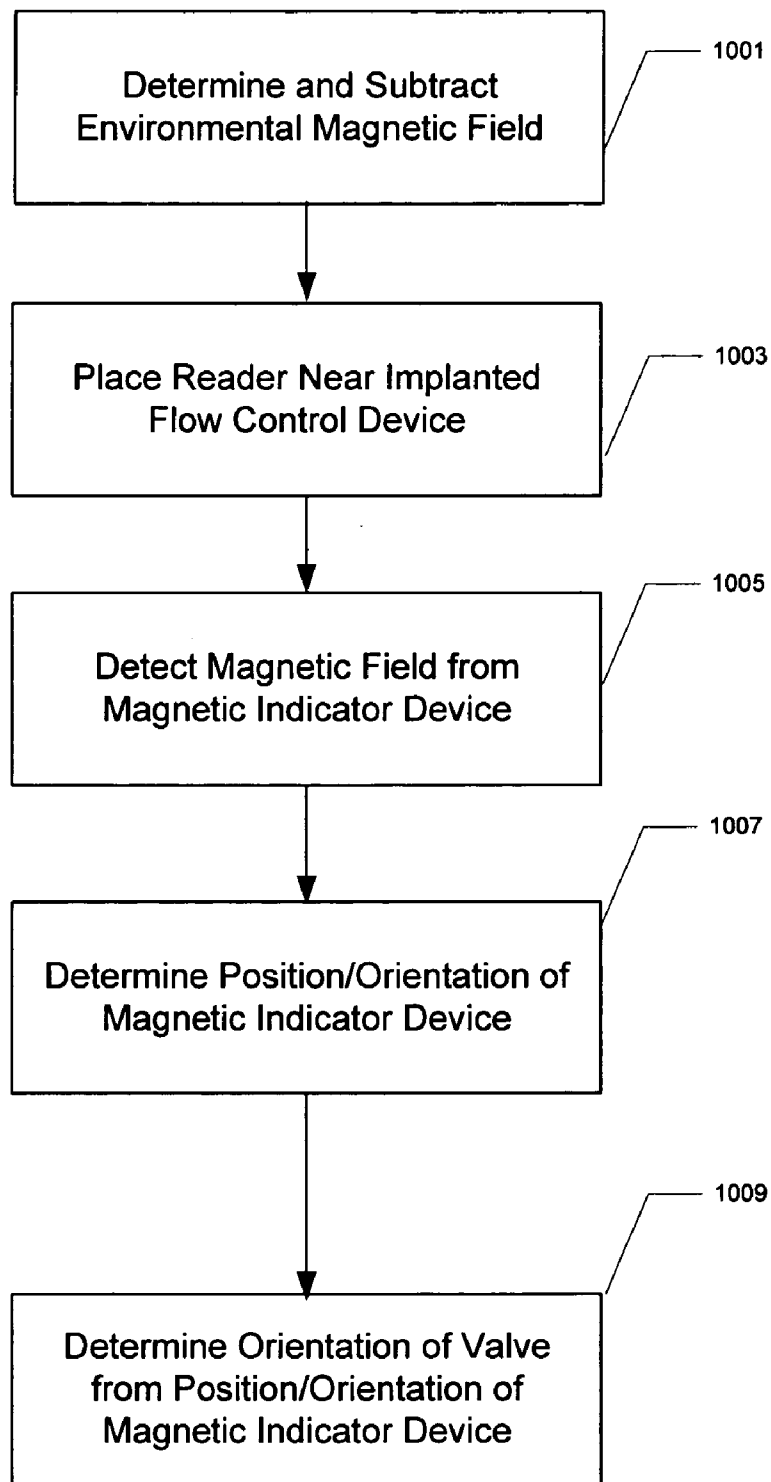 Determine and Subtract
Environmental Magnetic Field
1001
Place Reader Near Implanted
Flow Control Device
1003
Detect Magnetic Field from
Magnetic Indicator Device
1005
Determine Position/Orientation of
Magnetic Indicator Device
1007
Determine Orientation of Valve
from Position/Orientation of
Magnetic Indicator Device
1009